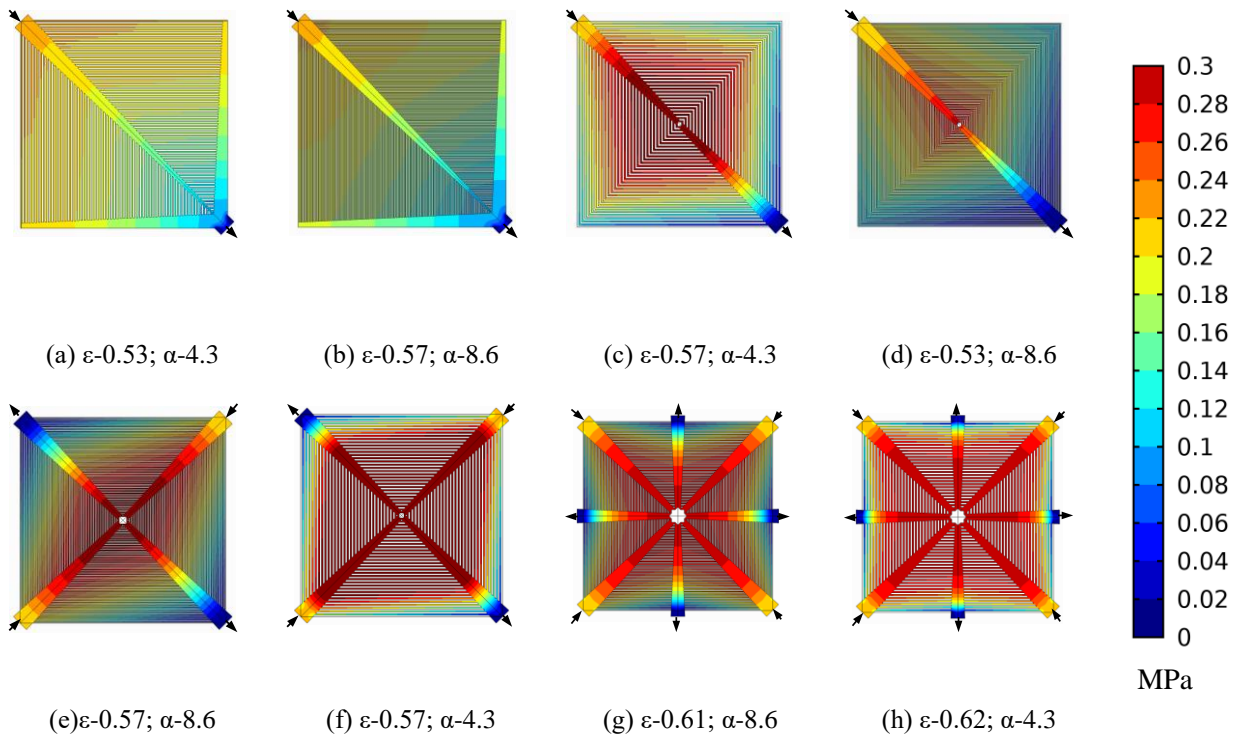 0.3
0.28
0.26
0.24
0.22
0.2
0.18
0.16
0.14
0.12
0.1
0.08
0.06
0.04
0.02
0
MPa
(a) ε-0.53; α-4.3
(b) ε-0.57; α-8.6
(c) ε-0.57; α-4.3
(d) ε-0.53; α-8.6
(e)ε-0.57; α-8.6
(f) ε-0.57; α-4.3
(g) ε-0.61; α-8.6
(h) ε-0.62; α-4.3